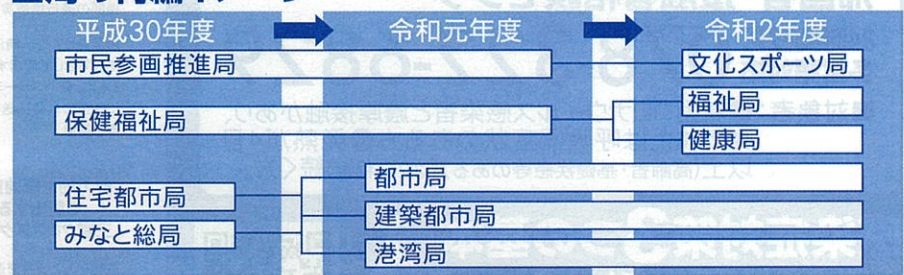 平成30年度 令和元年度 令和2年度
市民参画推進局 文化スポーツ局
保健福祉局 福祉局
健康局
住宅都市局 都市局
みなと総局 建築都市局
港湾局